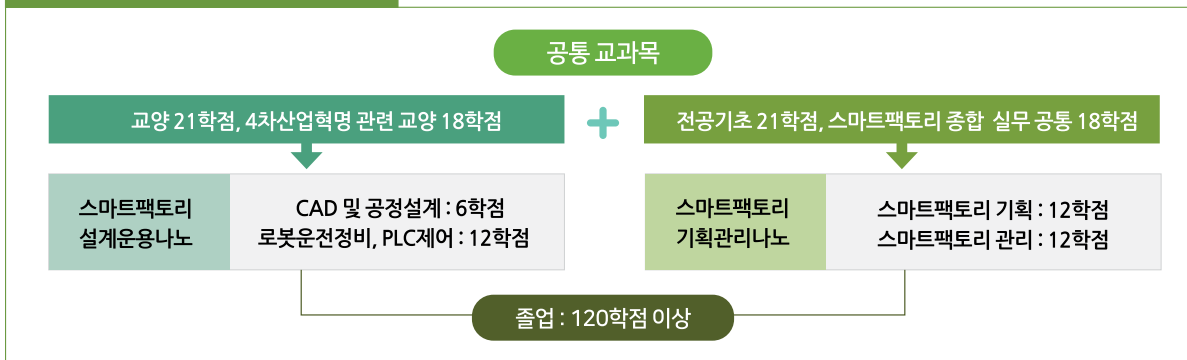 공통 교과목
교양 21학점, 4차산업혁명 관련 교양 18학점
+
전공기초 21학점, 스마트팩토리 종합 실무 공통 18학점
스마트팩토리
설계운용나노
CAD 및 공정설계 : 6학점
로봇운전정비, PLC제어 : 12학점
스마트팩토리
기획관리나노
스마트팩토리 기획 : 12학점
스마트팩토리 관리 : 12학점
졸업 : 120학점 이상